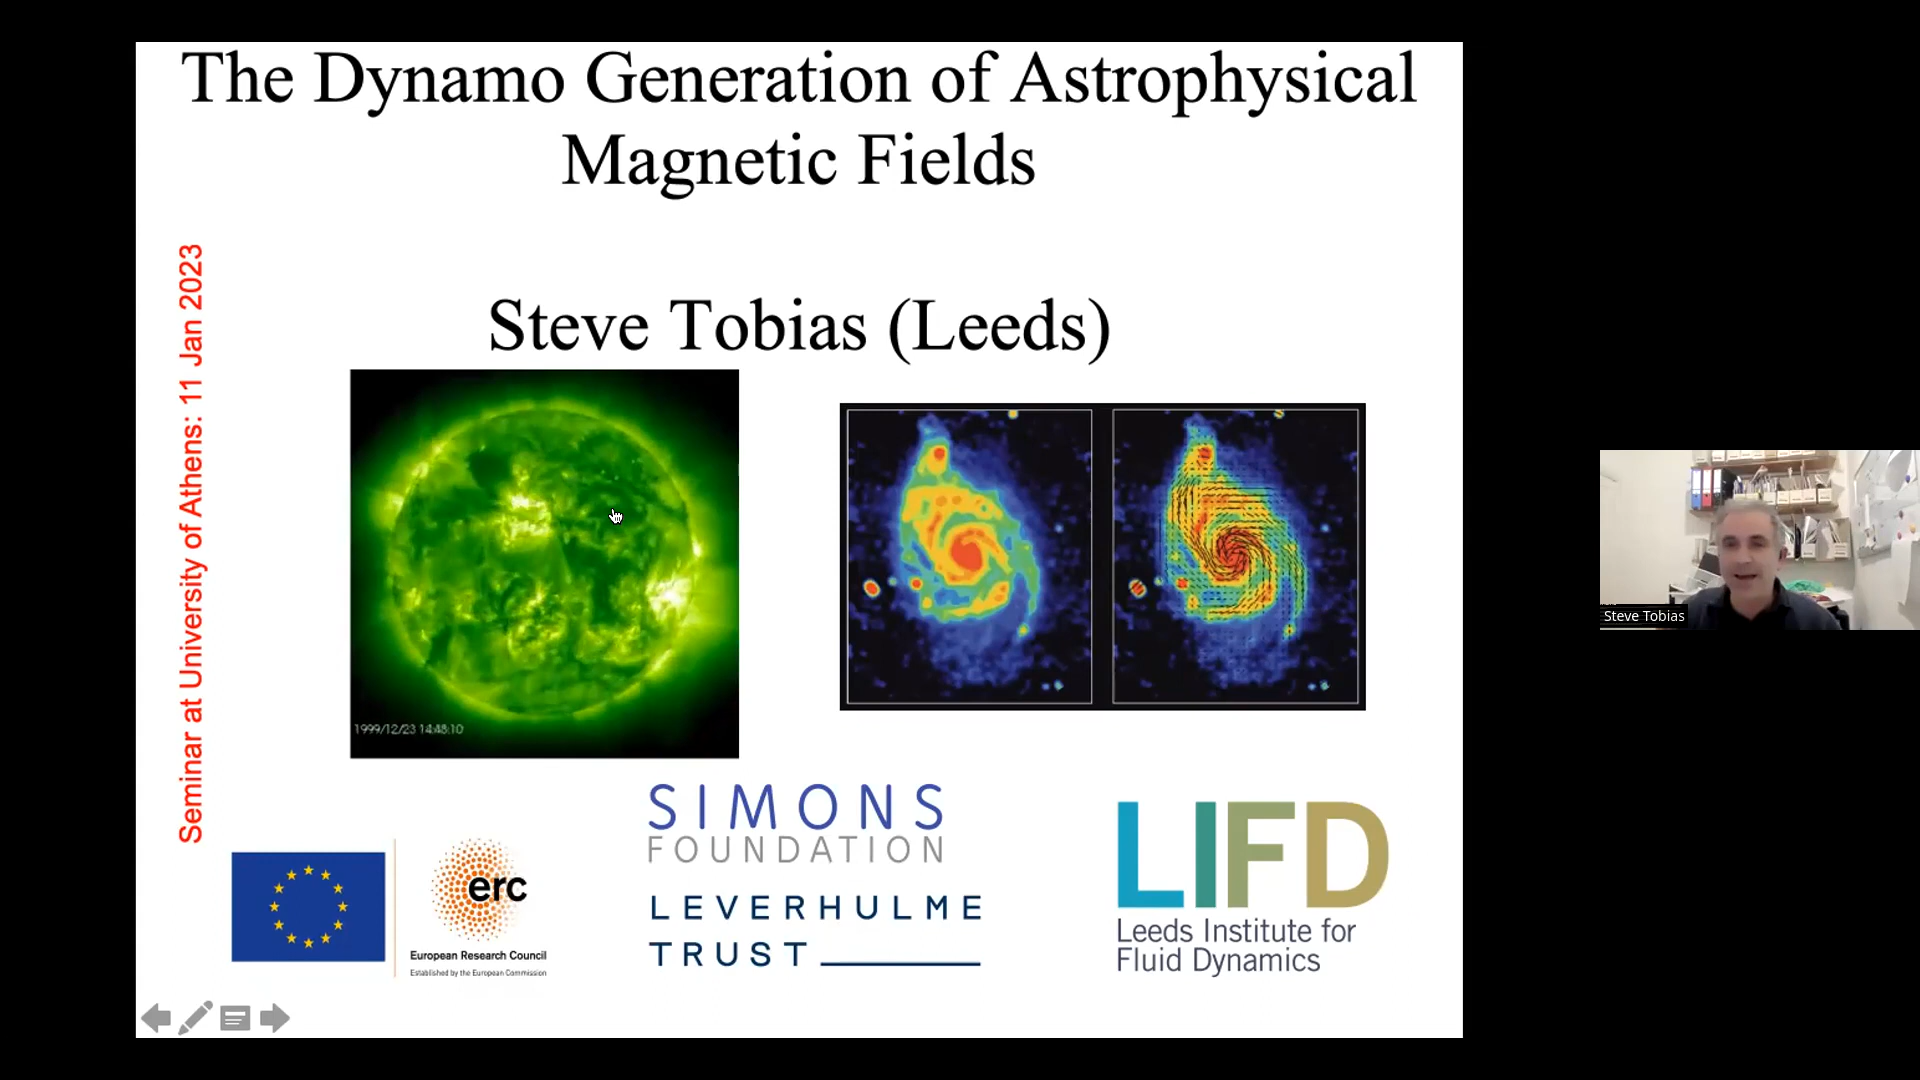 The Dynamo Generation of Astrophysical
Magnetic Fields
Steve Tobias (Leeds)
Seminar at University of Athens: 11 Jan 2023
1999/12/23 14:48:10
erc
European Research Council
Established by the European Commission
SIMONS
FOUNDATION
LEVERHULME
TRUST
LIFD
Leeds Institute for
Fluid Dynamics
Steve Tobias